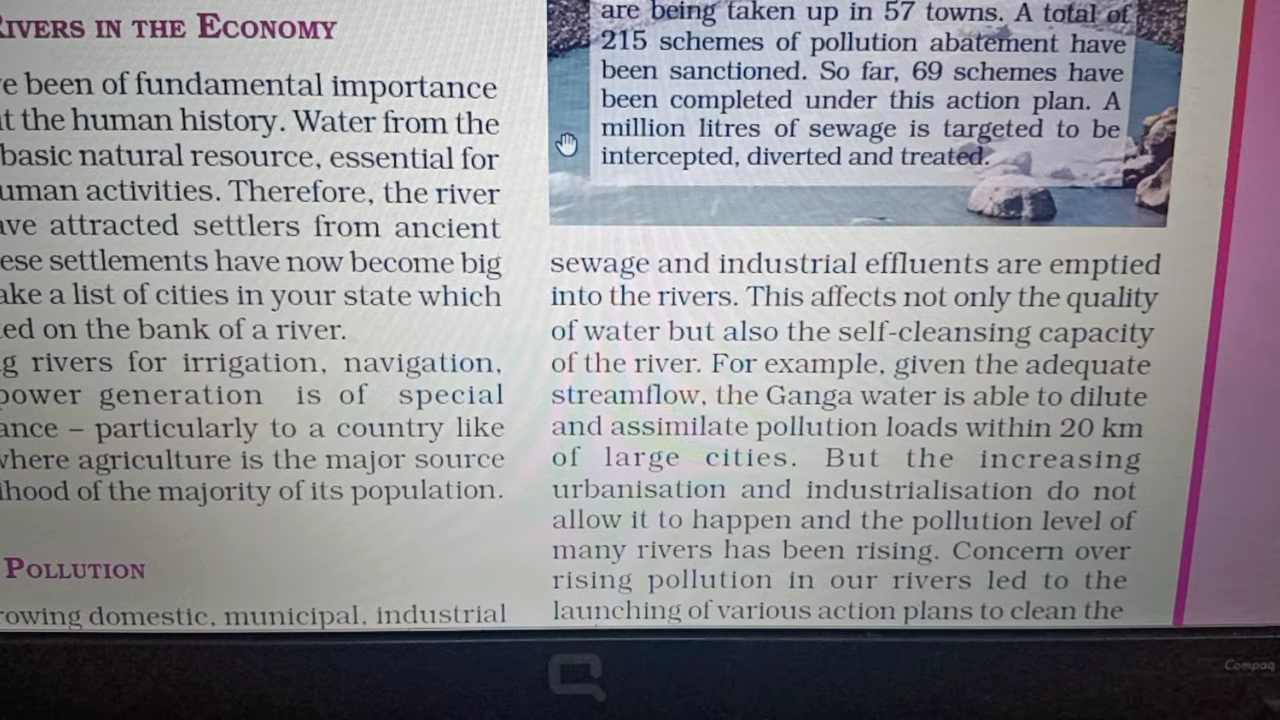 RIVERS IN THE ECONOMY
been of fundamental importance
the human history. Water from the
basic natural resource, essential for
activities. Therefore, the river
attracted settlers from ancient
settlements have now become big
a list of cities in your state which
on the bank of a river.
rivers for irrigation, navigation,
power generation is of special
– particularly to a country like
where agriculture is the major source
of the majority of its population.
POLLUTION
domestic, municipal, industrial
are being taken up in 57 towns. A total of
215 schemes of pollution abatement have
been sanctioned. So far, 69 schemes have
been completed under this action plan. A
million litres of sewage is targeted to be
intercepted, diverted and treated.
sewage and industrial effluents are emptied
into the rivers. This affects not only the quality
of water but also the self-cleansing capacity
of the river. For example, given the adequate
streamflow, the Ganga water is able to dilute
and assimilate pollution loads within 20 km
of large cities. But the increasing
urbanisation and industrialisation do not
allow it to happen and the pollution level of
many rivers has been rising. Concern over
rising pollution in our rivers led to the
launching of various action plans to clean the
Compaq